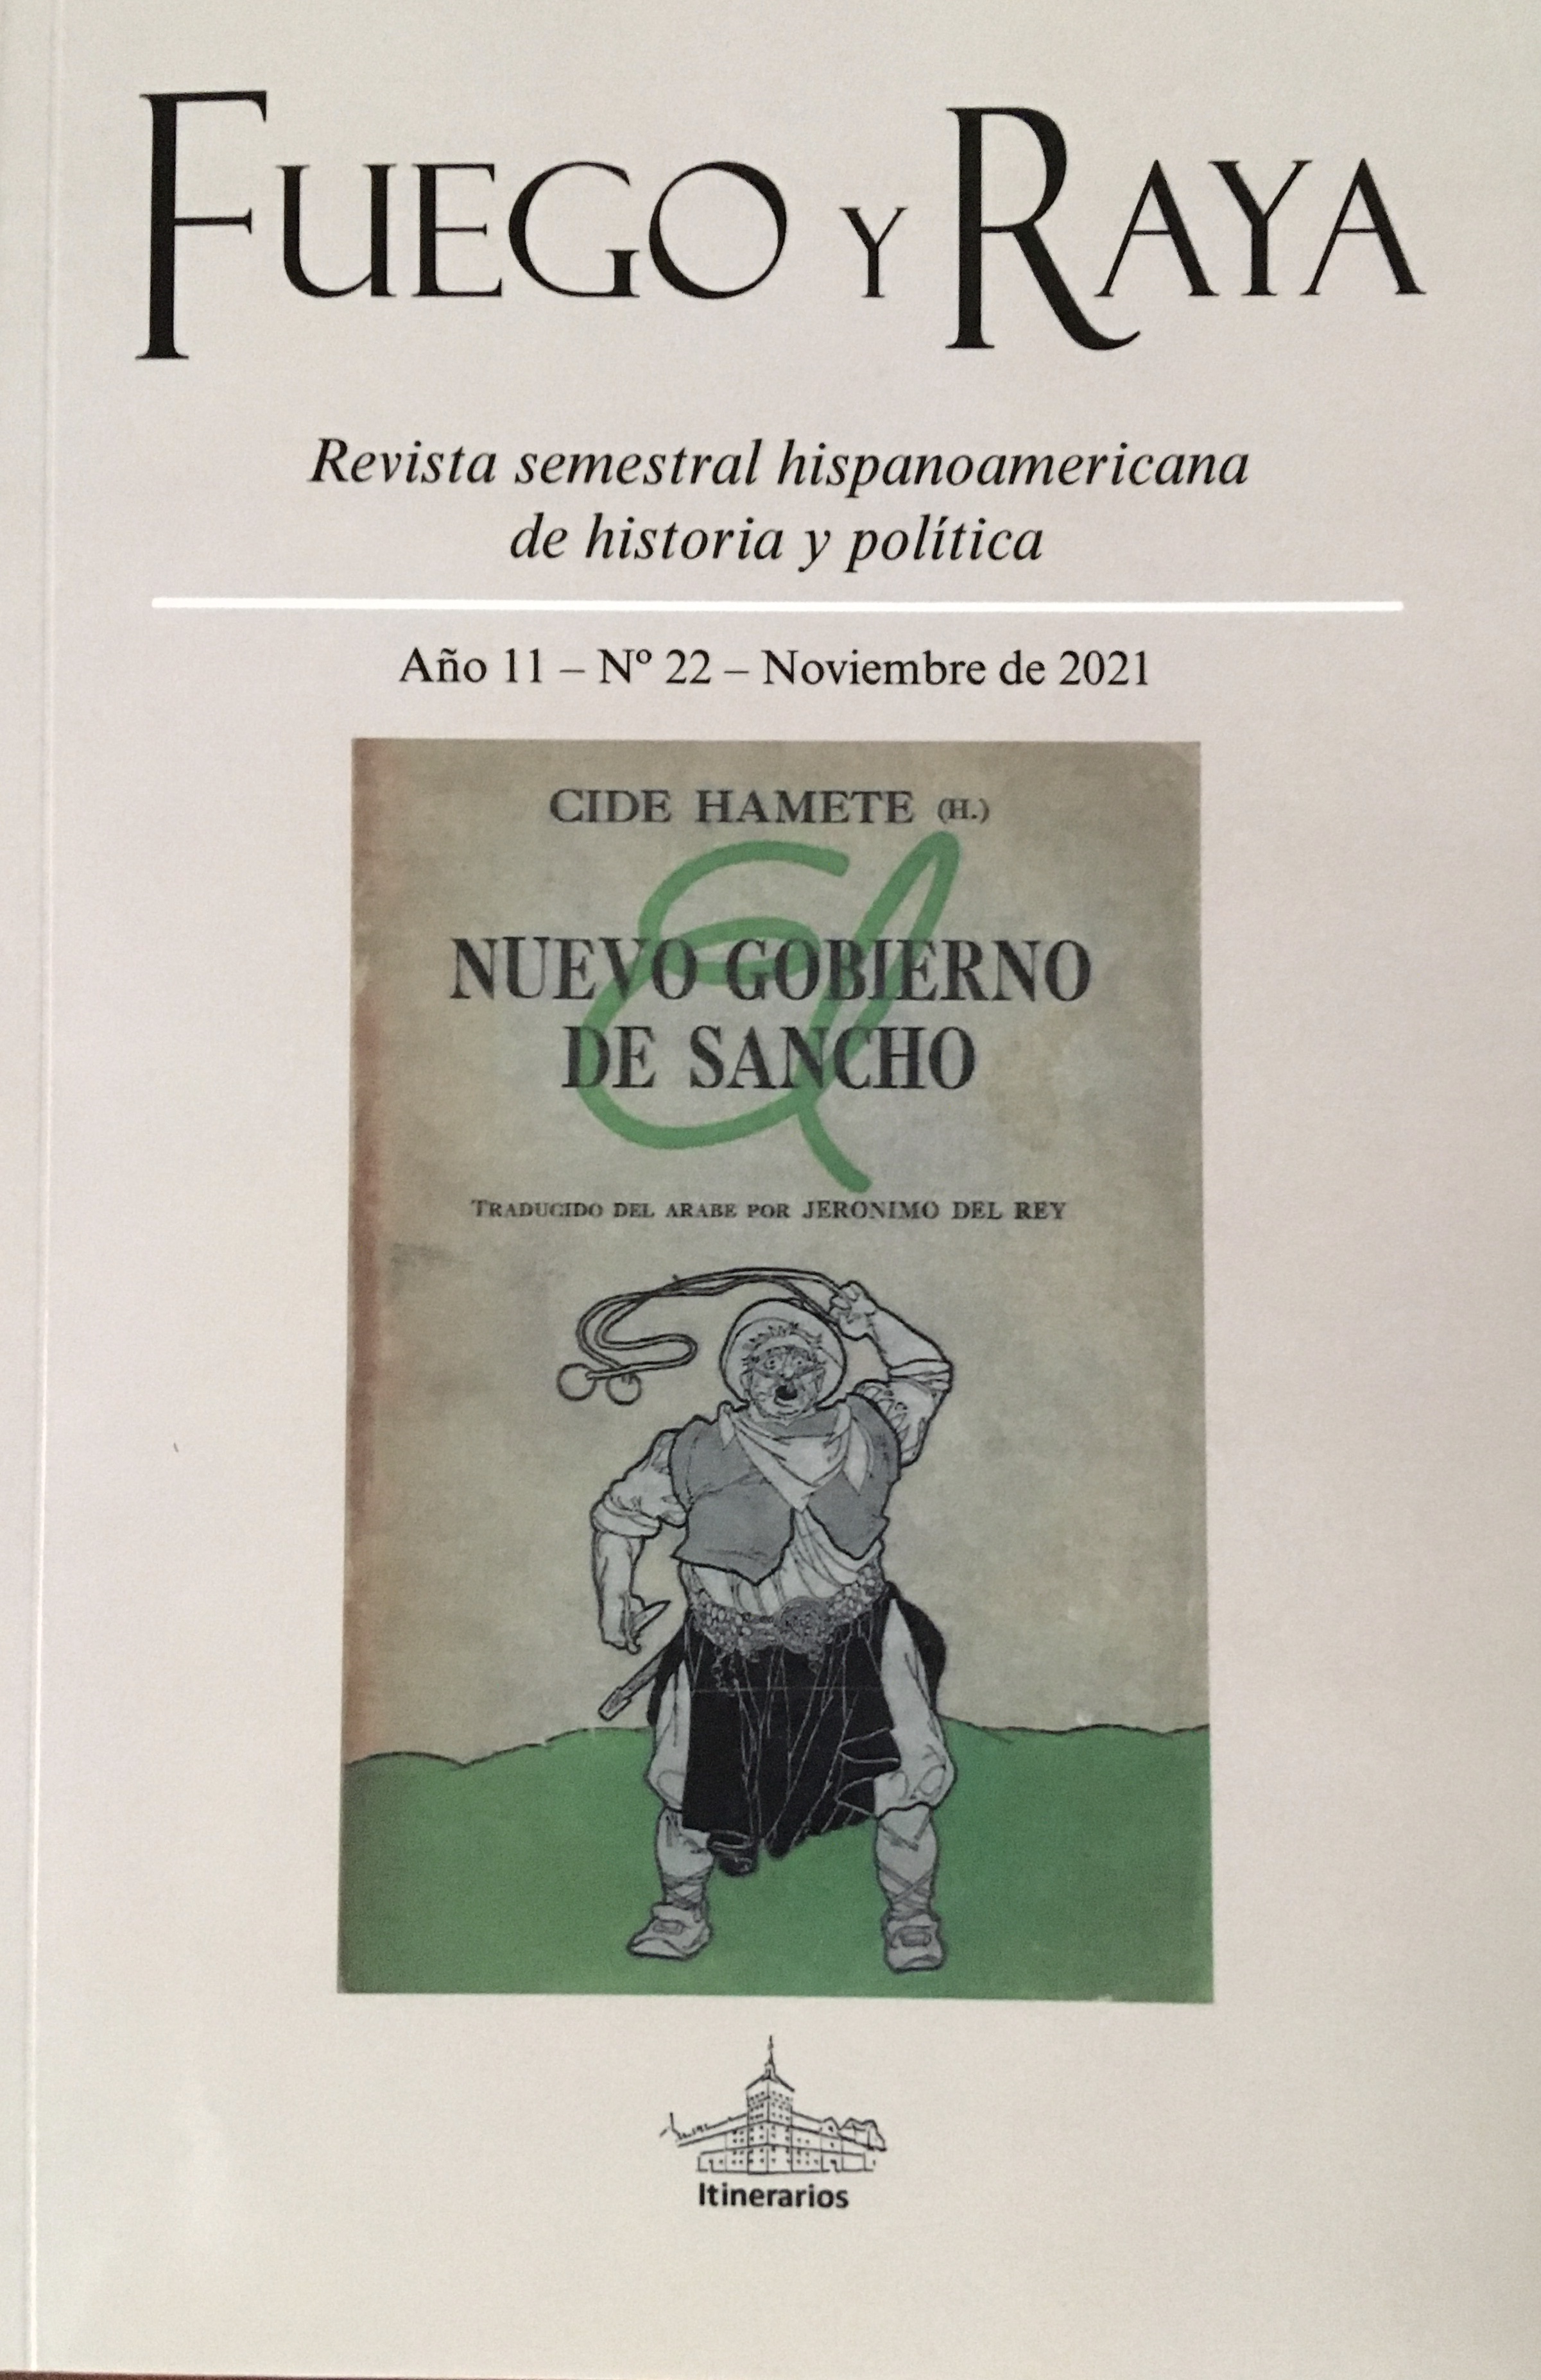 FUEGO Y RAYA
Revista semestral hispanoamericana
de historia y política
Año 11 – Nº 22 – Noviembre de 2021
CIDE HAMETE (H.)
El
NUEVO GOBIERNO
DE SANCHO
TRADUCIDO DEL ARABE POR JERONIMO DEL REY
Itinerarios